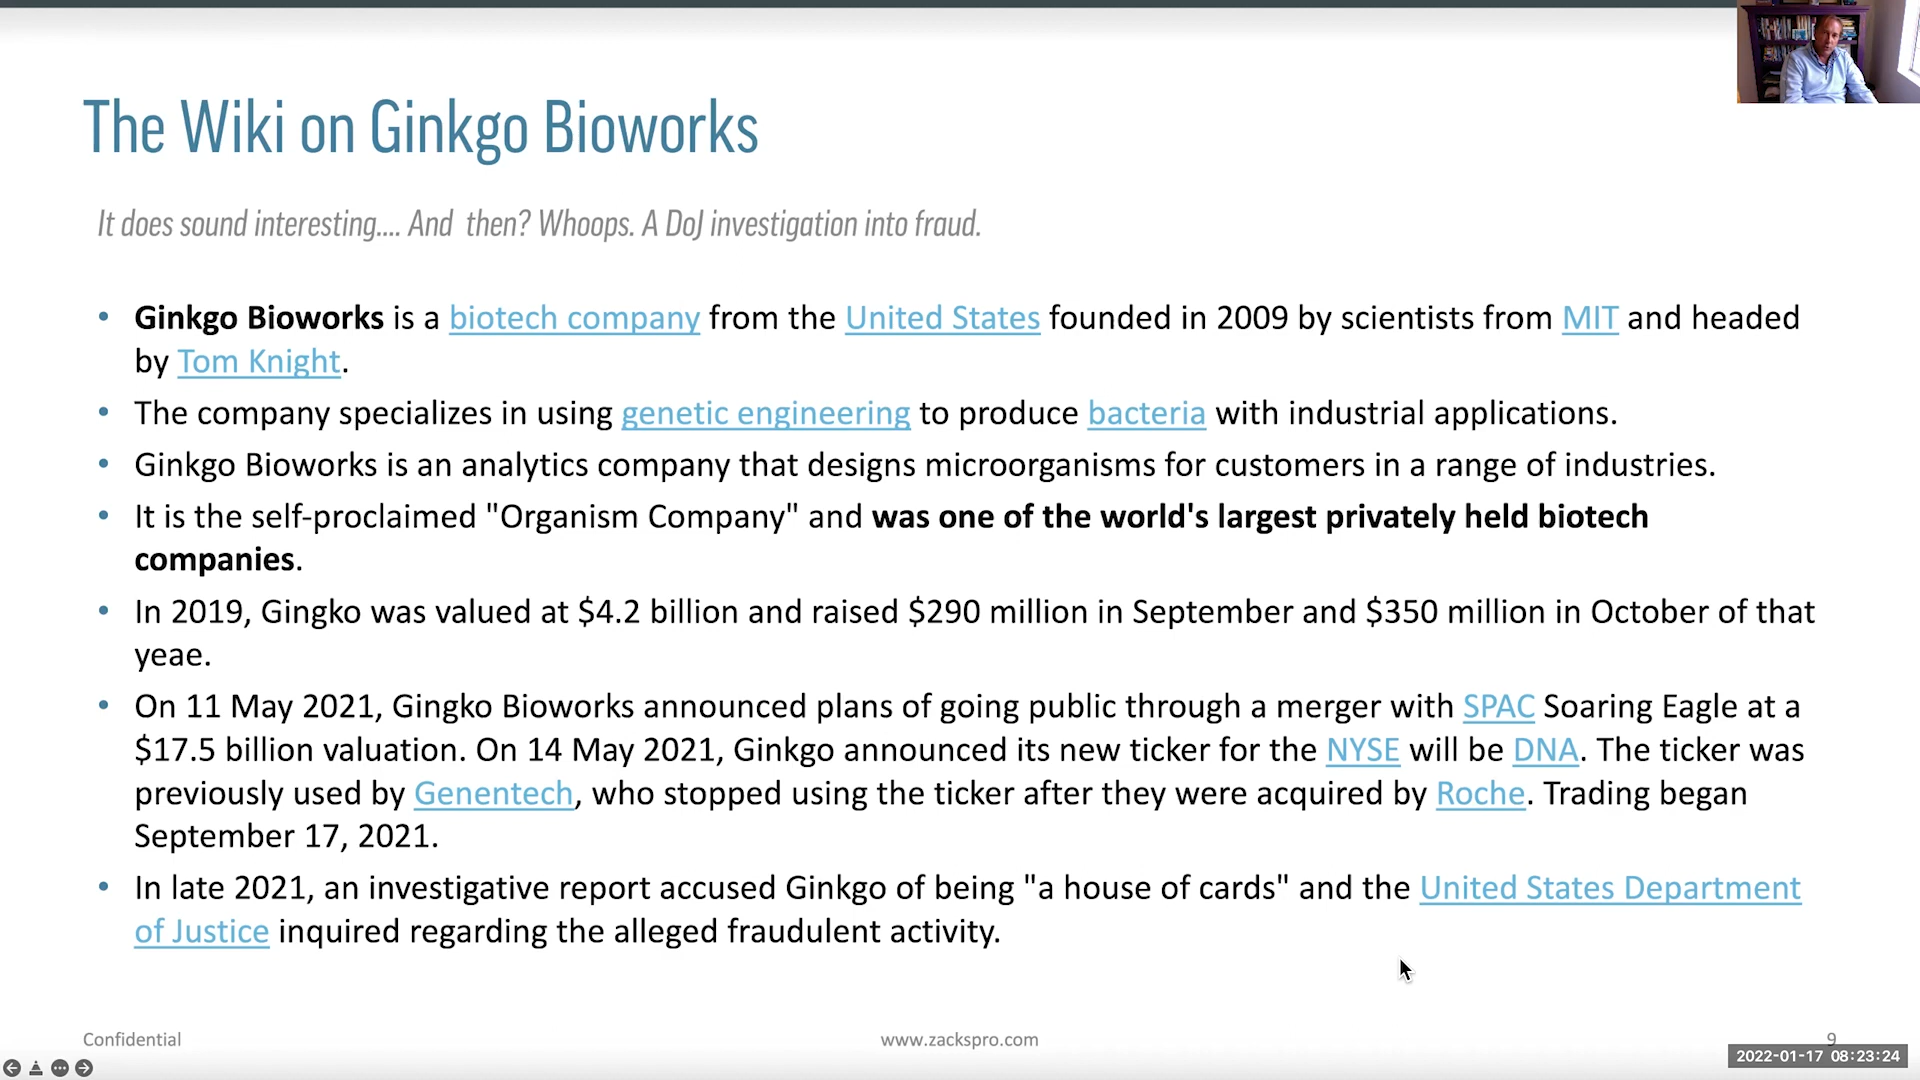 The Wiki on Ginkgo Bioworks
It does sound interesting.... And  then? Whoops. A DoJ investigation into fraud.
• Ginkgo Bioworks is a biotech company from the United States founded in 2009 by scientists from MIT and headed
by Tom Knight.
• The company specializes in using genetic engineering to produce bacteria with industrial applications.
• Ginkgo Bioworks is an analytics company that designs microorganisms for customers in a range of industries.
• It is the self-proclaimed "Organism Company" and was one of the world's largest privately held biotech
companies.
• In 2019, Gingko was valued at $4.2 billion and raised $290 million in September and $350 million in October of that
yeae.
• On 11 May 2021, Gingko Bioworks announced plans of going public through a merger with SPAC Soaring Eagle at a
$17.5 billion valuation. On 14 May 2021, Ginkgo announced its new ticker for the NYSE will be DNA. The ticker was
previously used by Genentech, who stopped using the ticker after they were acquired by Roche. Trading began
September 17, 2021.
• In late 2021, an investigative report accused Ginkgo of being "a house of cards" and the United States Department
of Justice inquired regarding the alleged fraudulent activity.
Confidential
www.zackspro.com
9
2022-01-17 08:23:24